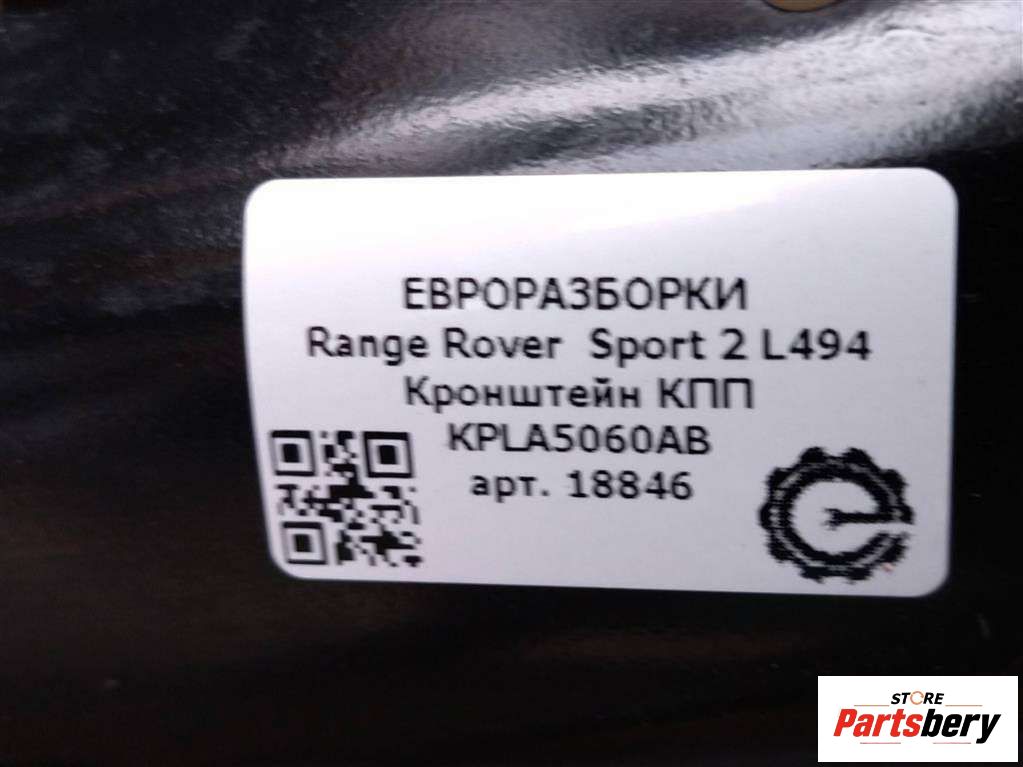 ЕВРОРАЗБОРКИ
Range Rover Sport 2 L494
Кронштейн КПП
KPLA5060AB
арт. 18846
STORE
Partsbery